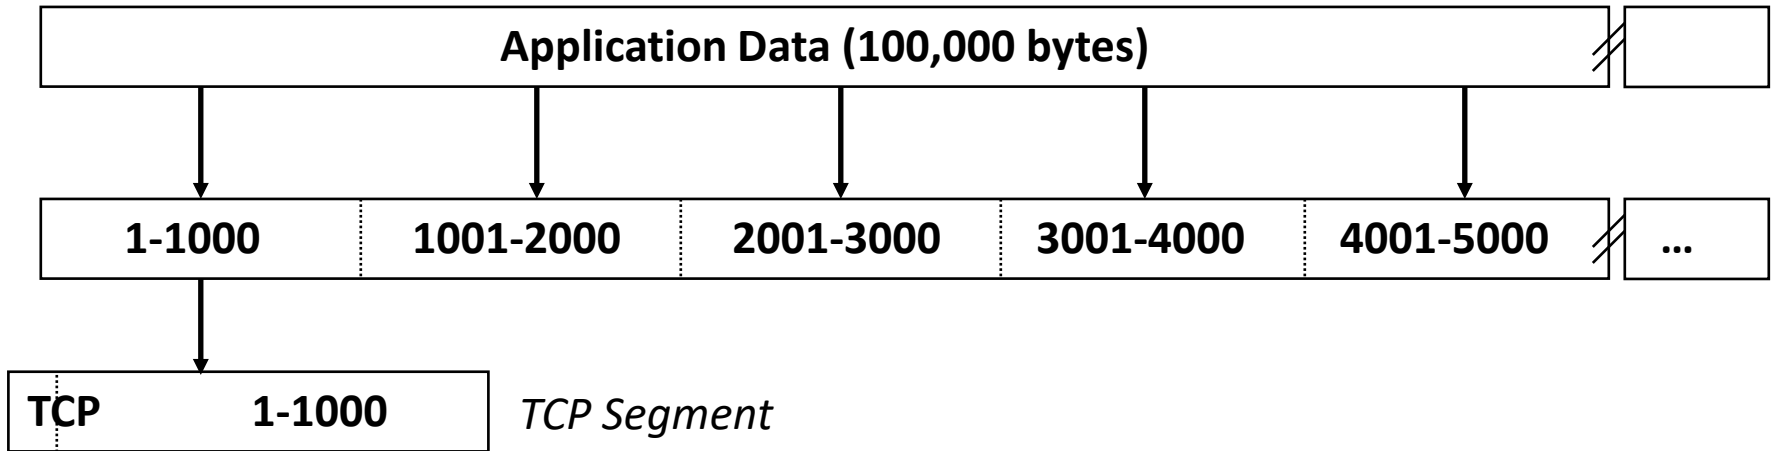 Application Data (100,000 bytes)
1-1000 1001-2000 2001-3000 3001-4000 4001-5000 ...
TCP 1-1000 TCP Segment